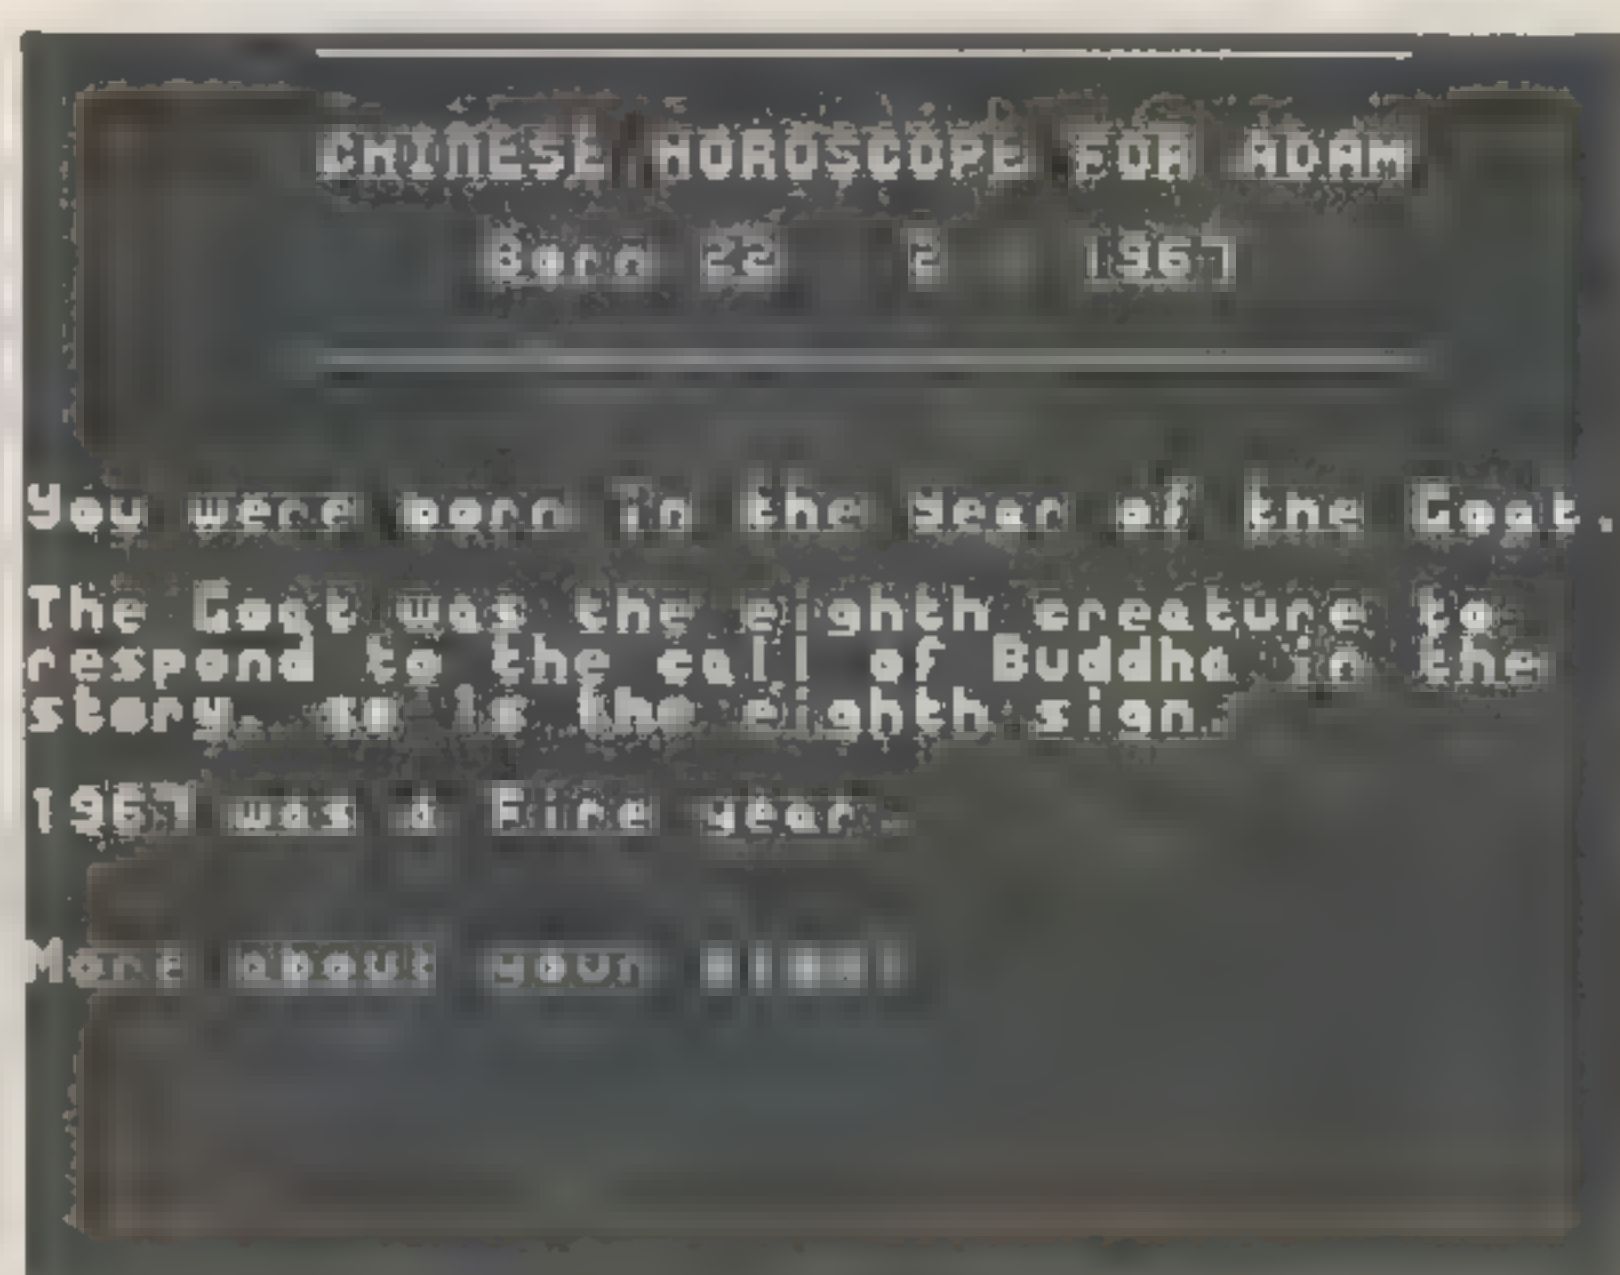 CHINESE HOROSCOPE FOR ADAM
Born 22 2 1967
You were born in the year of the Goat.
The Goat was the eighth creature to
respond to the call of Buddha in the
story, so is the eighth sign.
1967 was a Fire year.
More about your